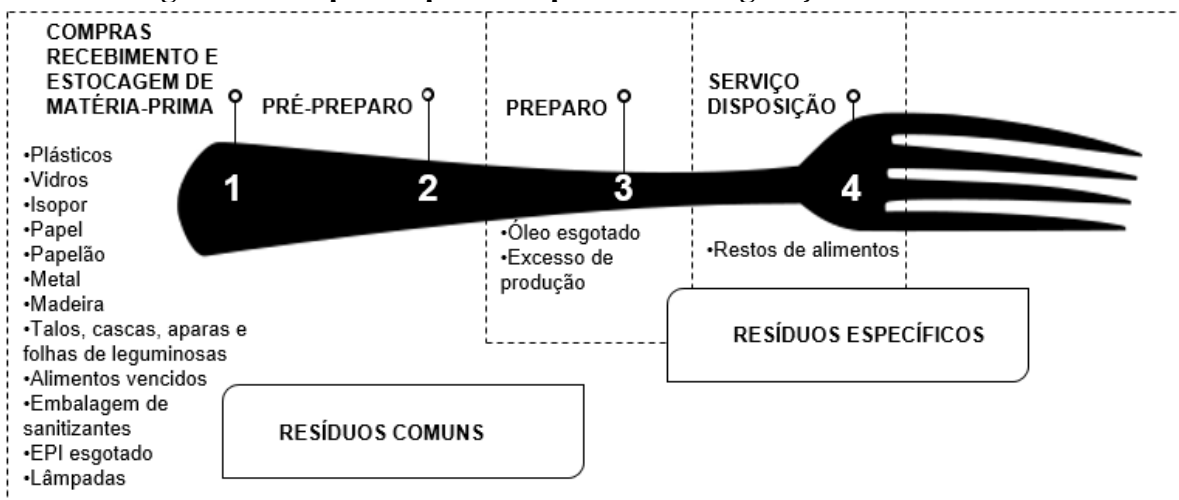 COMPRAS
RECEBIMENTO E
ESTOCAGEM DE
MATÉRIA-PRIMA
PRÉ-PREPARO
PREPARO
SERVIÇO
DISPOSIÇÃO
1
2
3
4
•Plásticos
•Vidros
•Isopor
•Papel
•Papelão
•Metal
•Madeira
•Talos, cascas, aparas e
folhas de leguminosas
•Alimentos vencidos
•Embalagem de
sanitizantes
•EPI esgotado
•Lâmpadas
•Óleo esgotado
•Excesso de
produção
•Restos de alimentos
RESÍDUOS ESPECÍFICOS
RESÍDUOS COMUNS